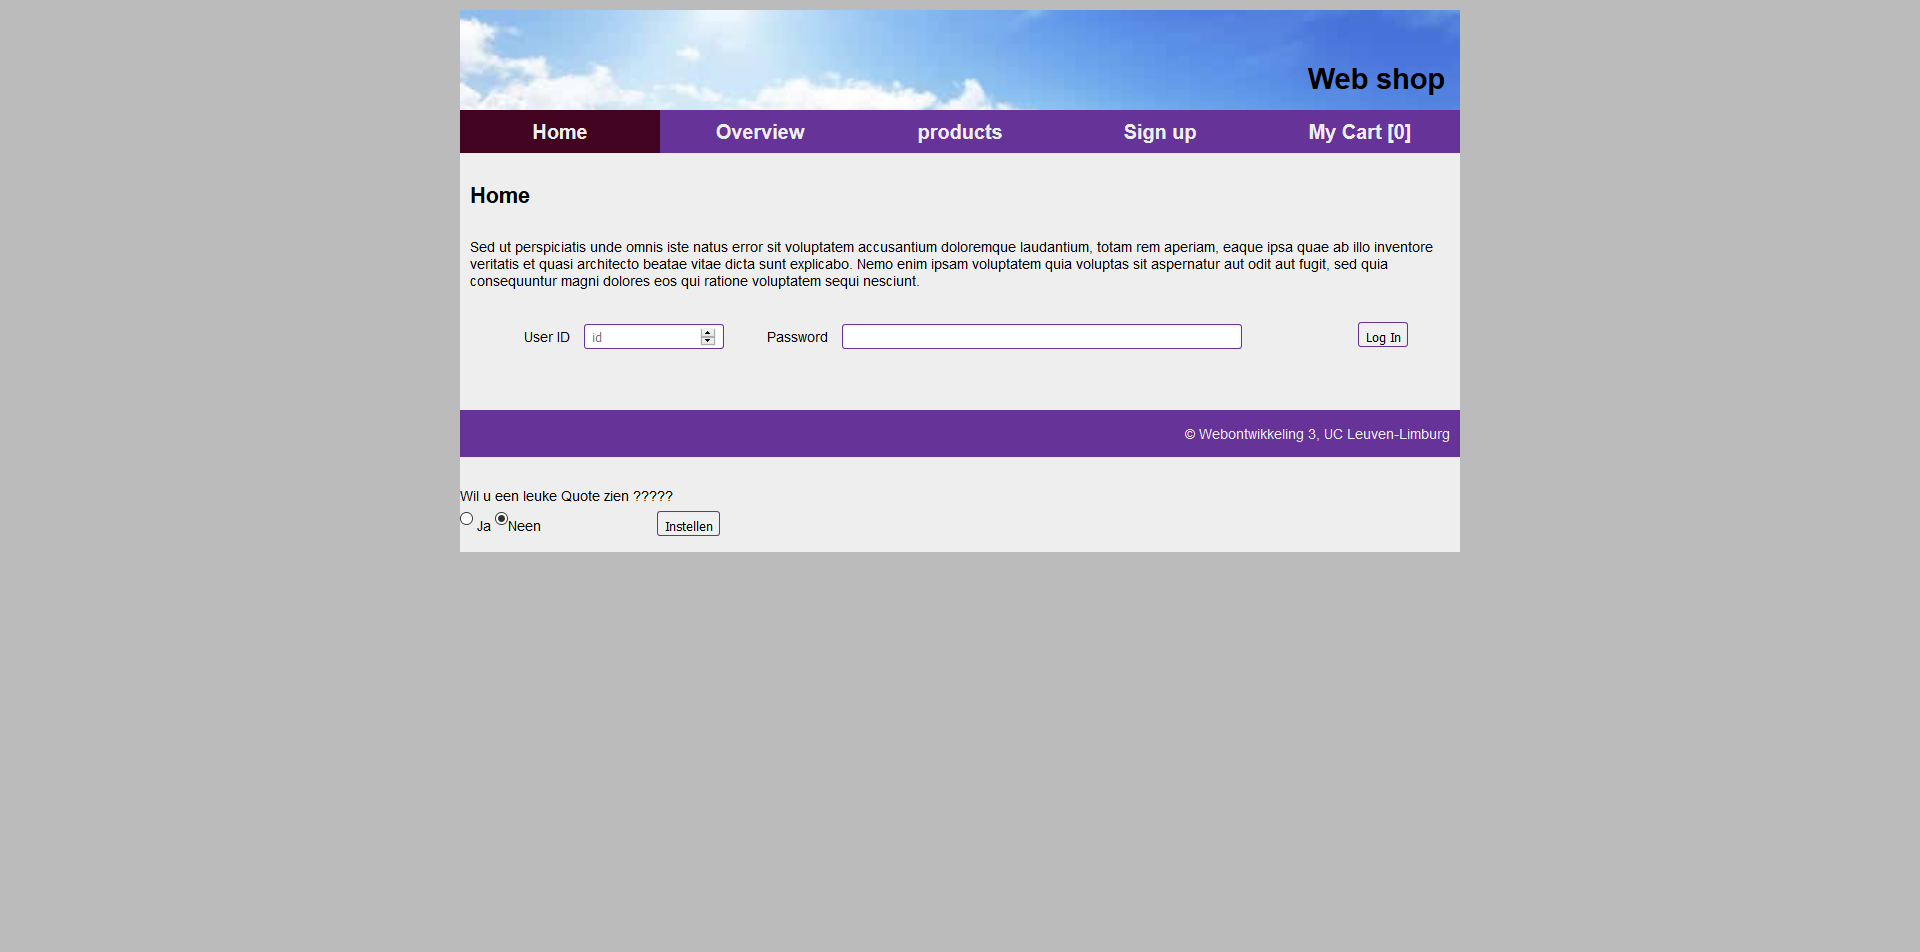 Web shop
Home Overview products Sign up My Cart [0]
Home
Sed ut perspiciatis unde omnis iste natus error sit voluptatem accusantium doloremque laudantium, totam rem aperiam, eaque ipsa quae ab illo inventore
veritatis et quasi architecto beatae vitae dicta sunt explicabo. Nemo enim ipsam voluptatem quia voluptas sit aspernatur aut odit aut fugit, sed quia
consequuntur magni dolores eos qui ratione voluptatem sequi nesciunt.
User ID id Password Log In
© Webontwikkeling 3, UC Leuven-Limburg
Wil u een leuke Quote zien ?????
Ja Neen Instellen